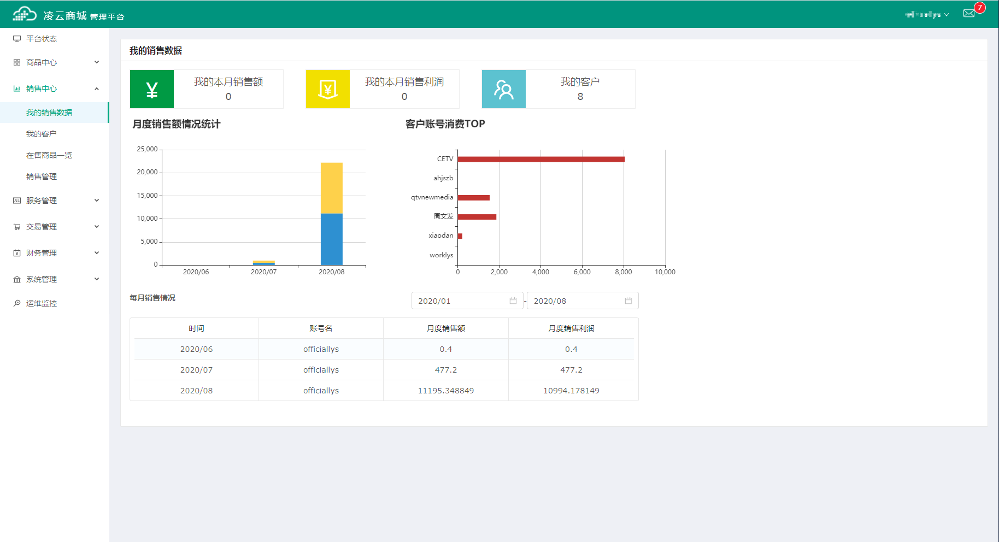 凌云商城 管理平台
7
平台状态
商品中心
销售中心
我的销售数据
我的客户
在售商品一览
销售管理
服务管理
交易管理
财务管理
系统管理
运维监控
我的销售数据
¥
我的本月销售额
0
¥
我的本月销售利润
0
我的客户
8
月度销售额情况统计
25,000
20,000
15,000
10,000
5,000
0
2020/06 2020/07 2020/08
客户账号消费TOP
CETV
ahjszb
qtvnewmedia
周文发
xiaodan
worklys
0 2,000 4,000 6,000 8,000 10,000
每月销售情况
2020/01 - 2020/08
时间 账号名 月度销售额 月度销售利润
2020/06 officiallys 0.4 0.4
2020/07 officiallys 477.2 477.2
2020/08 officiallys 11195.348849 10994.178149